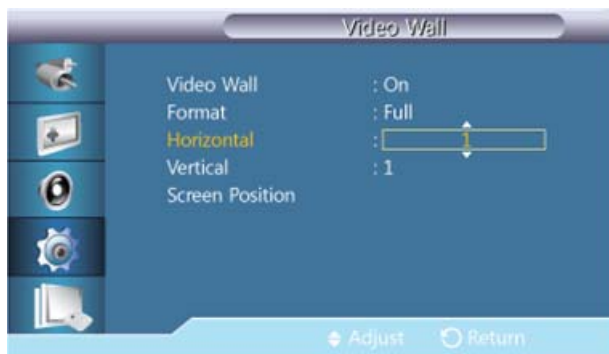 Video Wall
Video Wall : On
Format : Full
Horizontal : 1
Vertical : 1
Screen Position
Adjust Return